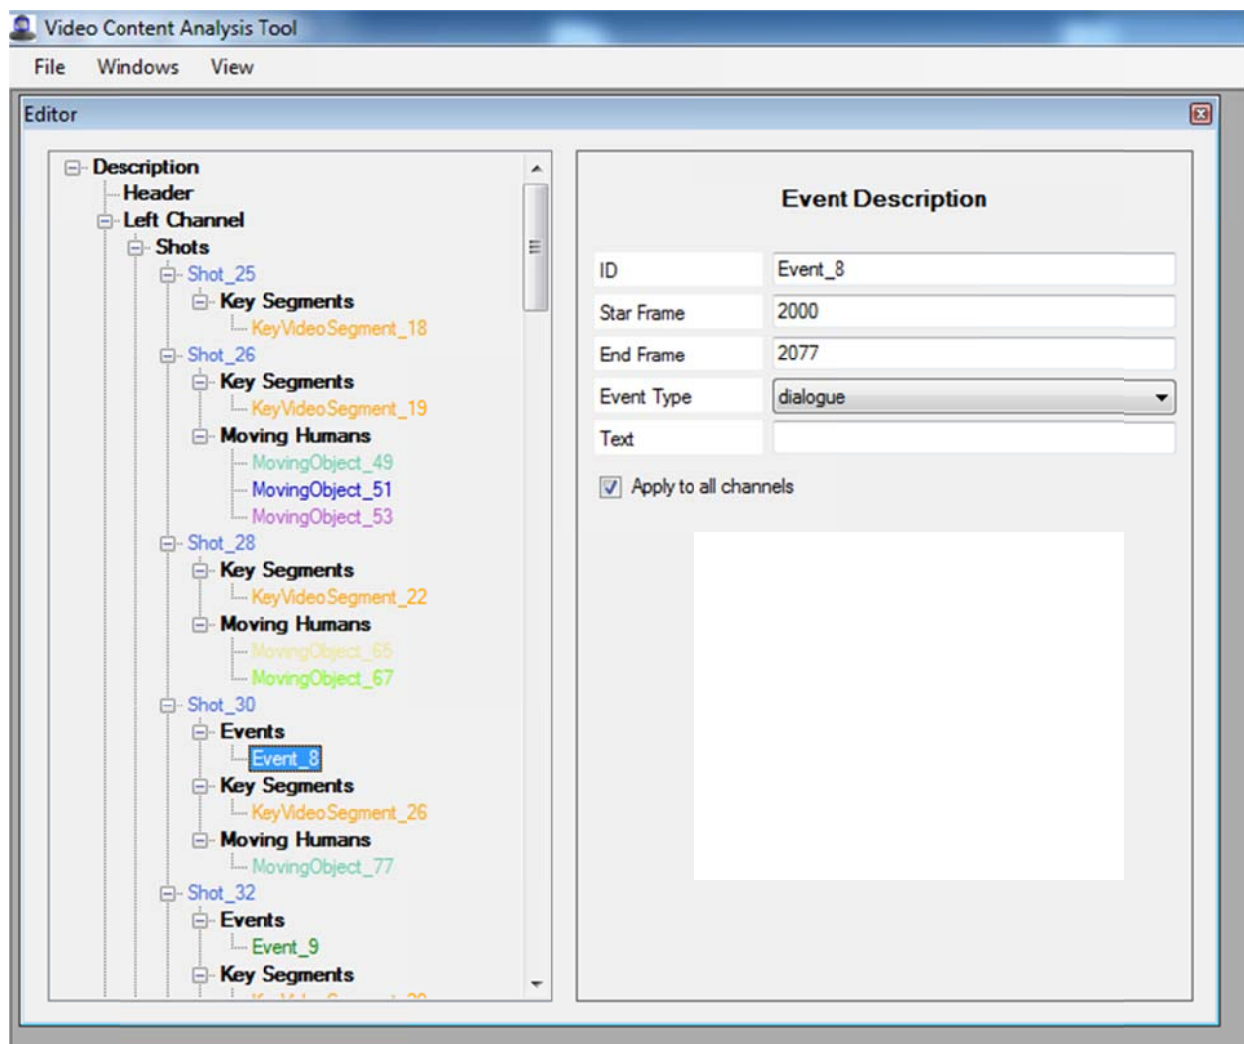 Video Content Analysis Tool
File Windows View
Editor
Description
Header
Left Channel
Shots
Shot_25
Key Segments
KeyVideoSegment_18
Shot_26
Key Segments
KeyVideoSegment_19
Moving Humans
MovingObject_49
MovingObject_51
MovingObject_53
Shot_28
Key Segments
KeyVideoSegment_22
Moving Humans
MovingObject_65
MovingObject_67
Shot_30
Events
Event_8
Key Segments
KeyVideoSegment_26
Moving Humans
MovingObject_77
Shot_32
Events
Event_9
Key Segments
Event Description
ID Event_8
Star Frame 2000
End Frame 2077
Event Type dialogue
Text
Apply to all channels